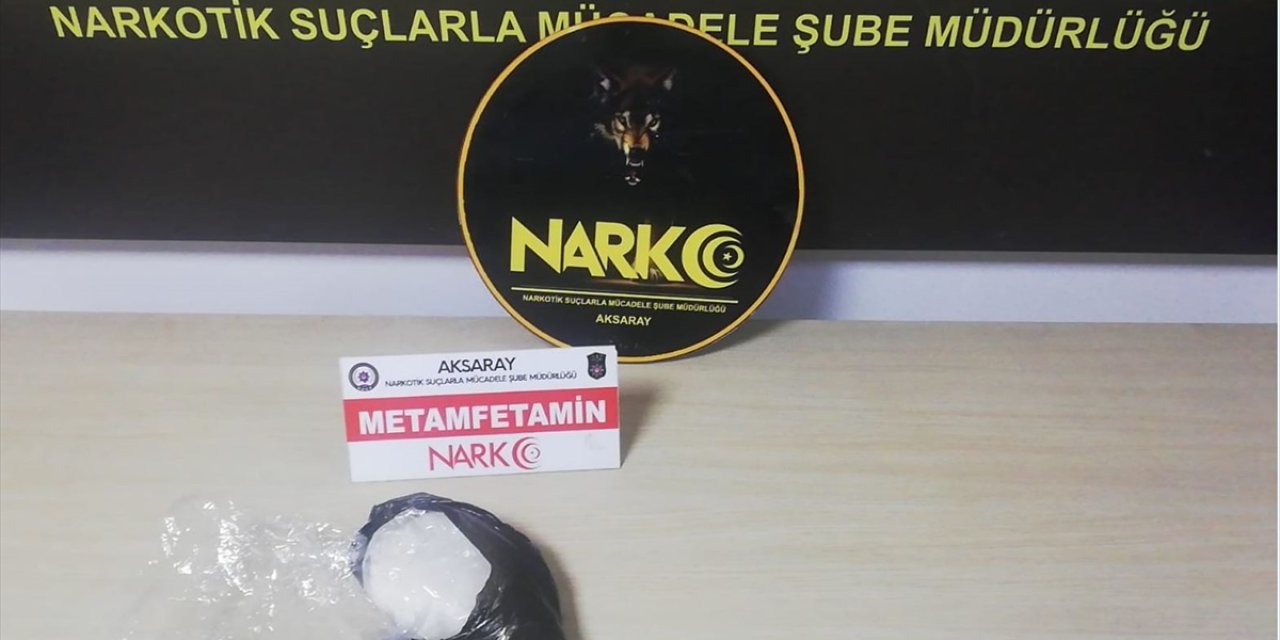 NARKOTİK SUÇLARLA MÜCADELE ŞUBE MÜDÜRLÜĞÜ
NARKO
NARKOTİK SUÇLARLA MÜCADELE ŞUBE MÜDÜRLÜĞÜ
AKSARAY
AKSARAY
NARKOTİK SUÇLARLA MÜCADELE ŞUBE MÜDÜRLÜĞÜ
METAMFETAMİN
NARKO